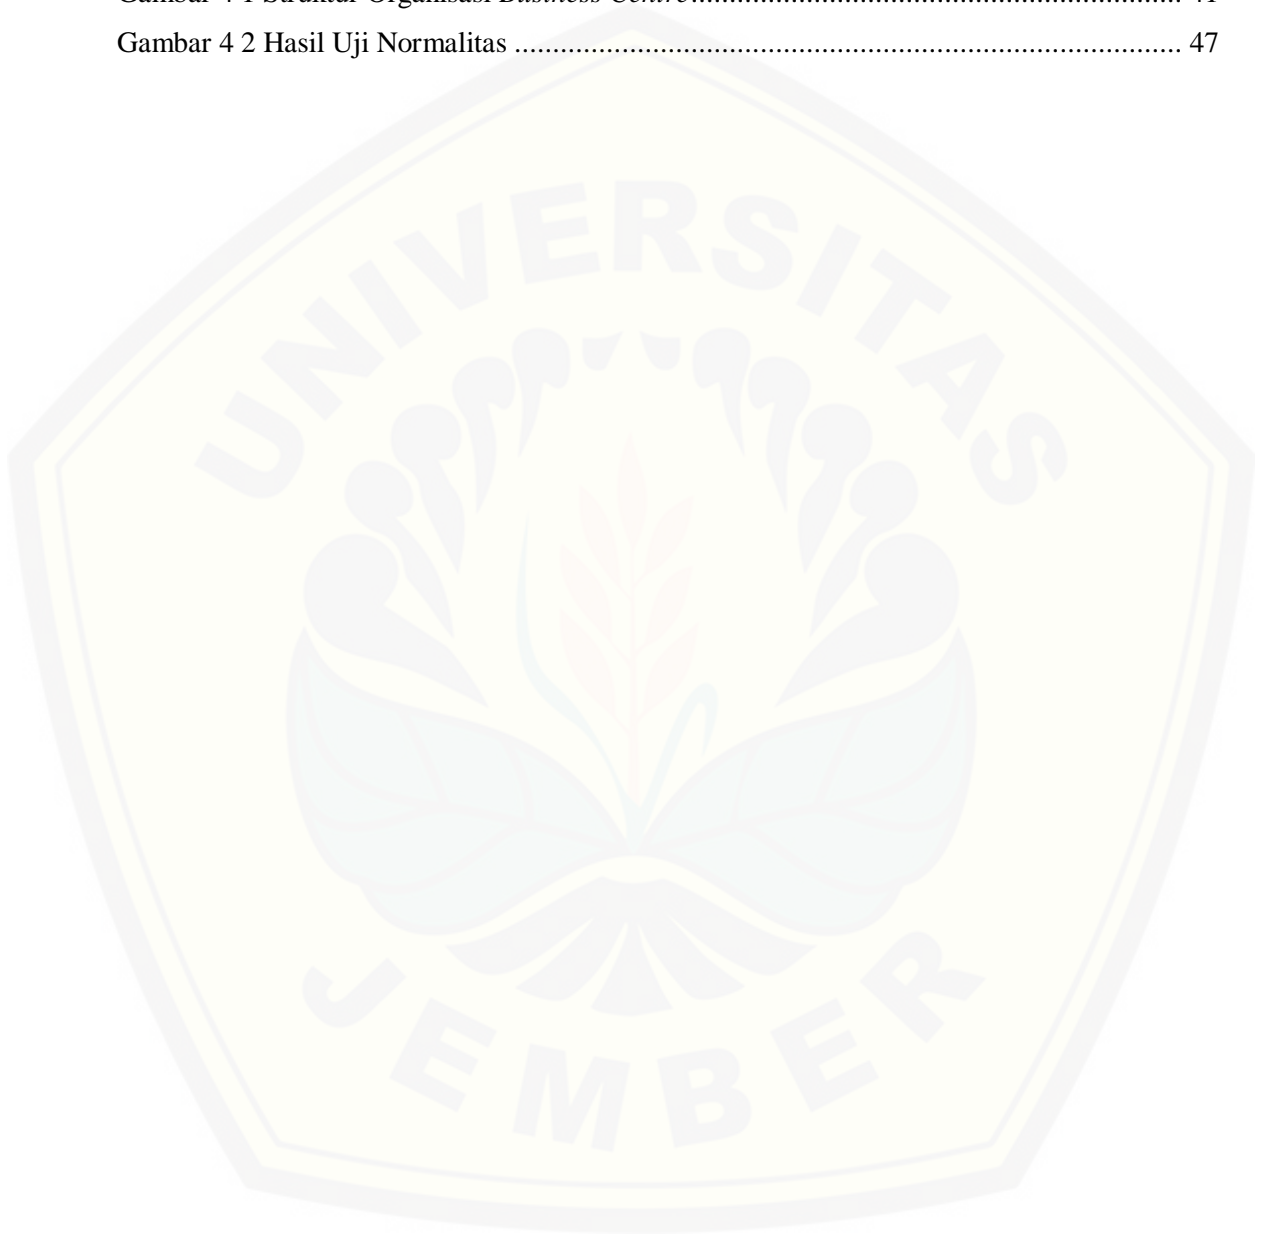 Gambar 4 1 Struktur Organisasi Business Centre................................................................ 41
Gambar 4 2 Hasil Uji Normalitas ........................................................................................ 47
UNIVERSITAS
JEMBER